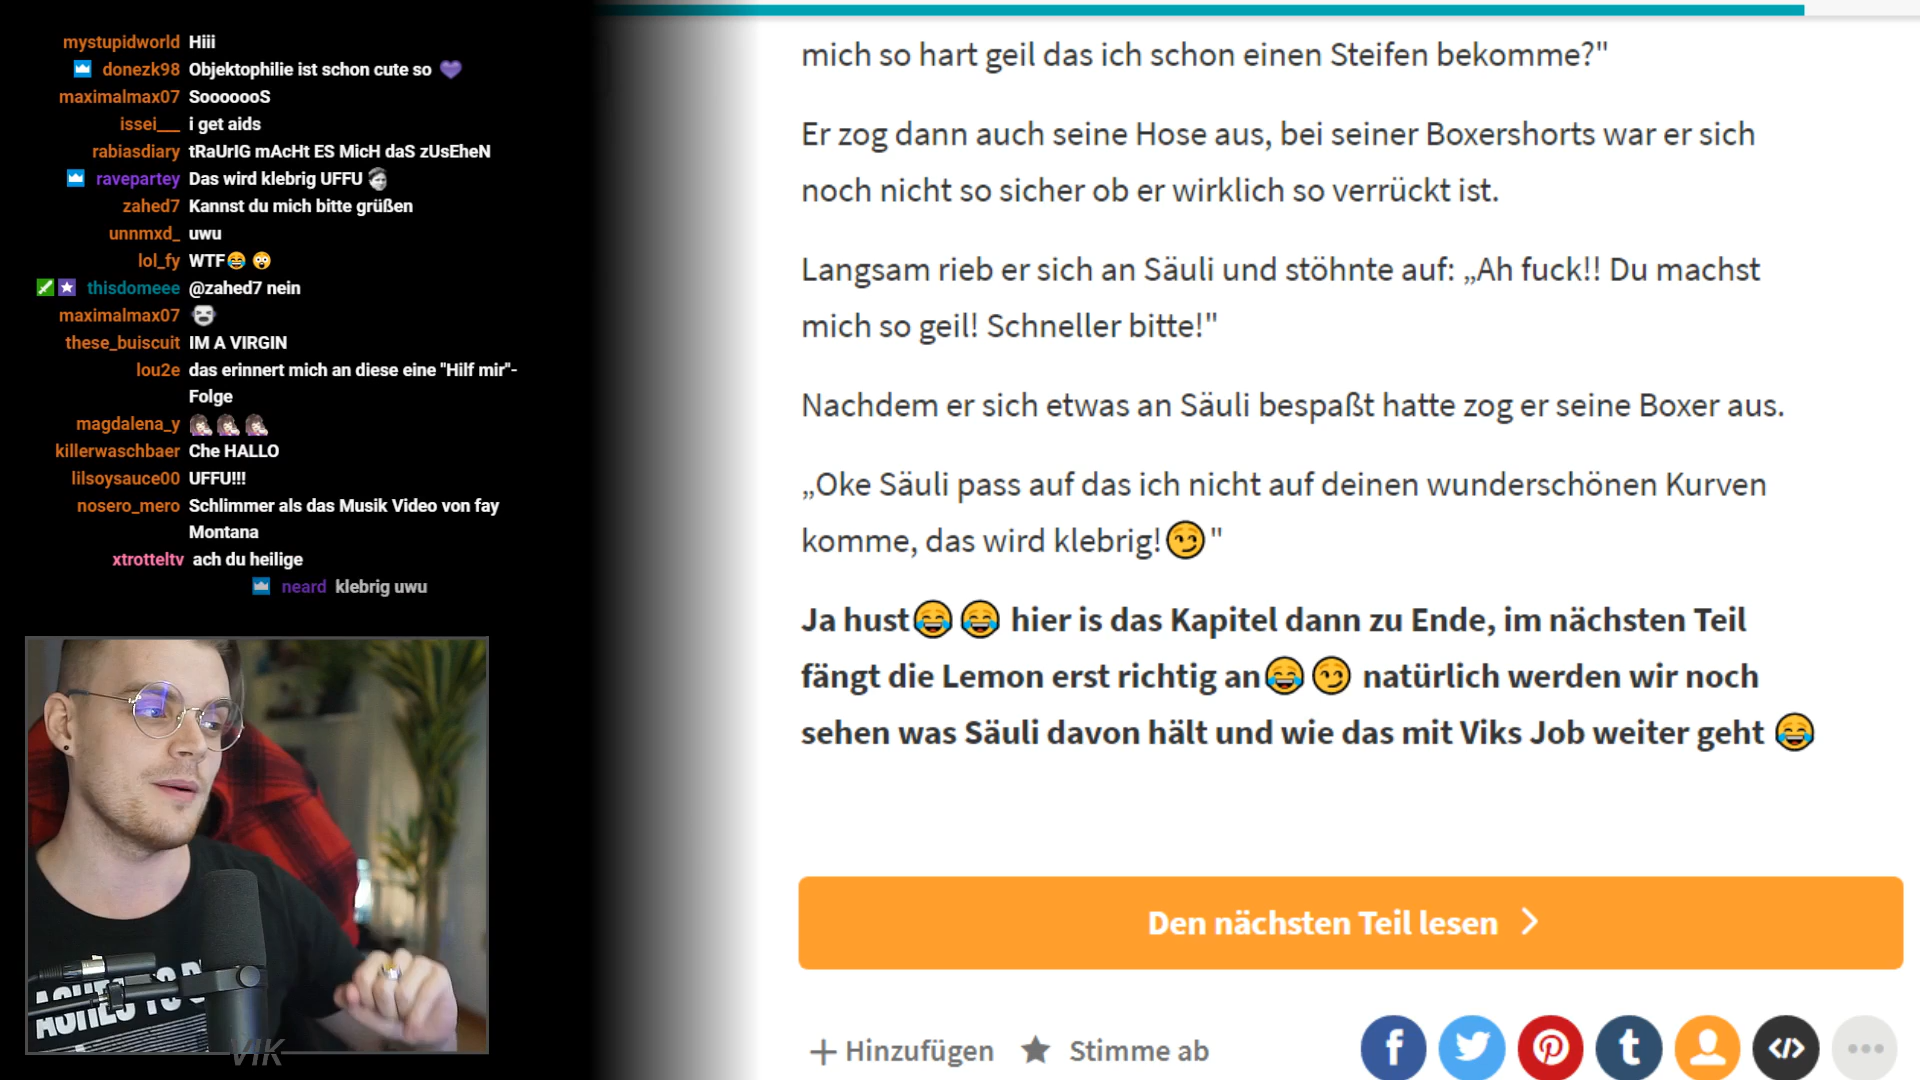 mystupidworld Hiii
donezk98 Objektophilie ist schon cute so 💜
maximalmax07 SooooooS
issei___ i get aids
rabiasdiary tRaUrIG mAcHt ES MicH daS zUsEheN
ravepartey Das wird klebrig UFFU
zahed7 Kannst du mich bitte grüßen
unnmxd_ uwu
lol_fy WTF😂 😳
thisdomeee @zahed7 nein
maximalmax07
these_buiscuit IM A VIRGIN
lou2e das erinnert mich an diese eine "Hilf mir"-
Folge
magdalena_y
killerwaschbaer Che HALLO
lilsoysauce00 UFFU!!!
nosero_mero Schlimmer als das Musik Video von fay
Montana
xtrotteltv ach du heilige
neard klebrig uwu
VIK
mich so hart geil das ich schon einen Steifen bekomme?"
Er zog dann auch seine Hose aus, bei seiner Boxershorts war er sich
noch nicht so sicher ob er wirklich so verrückt ist.
Langsam rieb er sich an Säuli und stöhnte auf: „Ah fuck!! Du machst
mich so geil! Schneller bitte!"
Nachdem er sich etwas an Säuli bespaßt hatte zog er seine Boxer aus.
„Oke Säuli pass auf das ich nicht auf deinen wunderschönen Kurven
komme, das wird klebrig!😏"
Ja hust😂😂 hier is das Kapitel dann zu Ende, im nächsten Teil
fängt die Lemon erst richtig an😂😏 natürlich werden wir noch
sehen was Säuli davon hält und wie das mit Viks Job weiter geht 😂
Den nächsten Teil lesen
Hinzufügen
Stimme ab